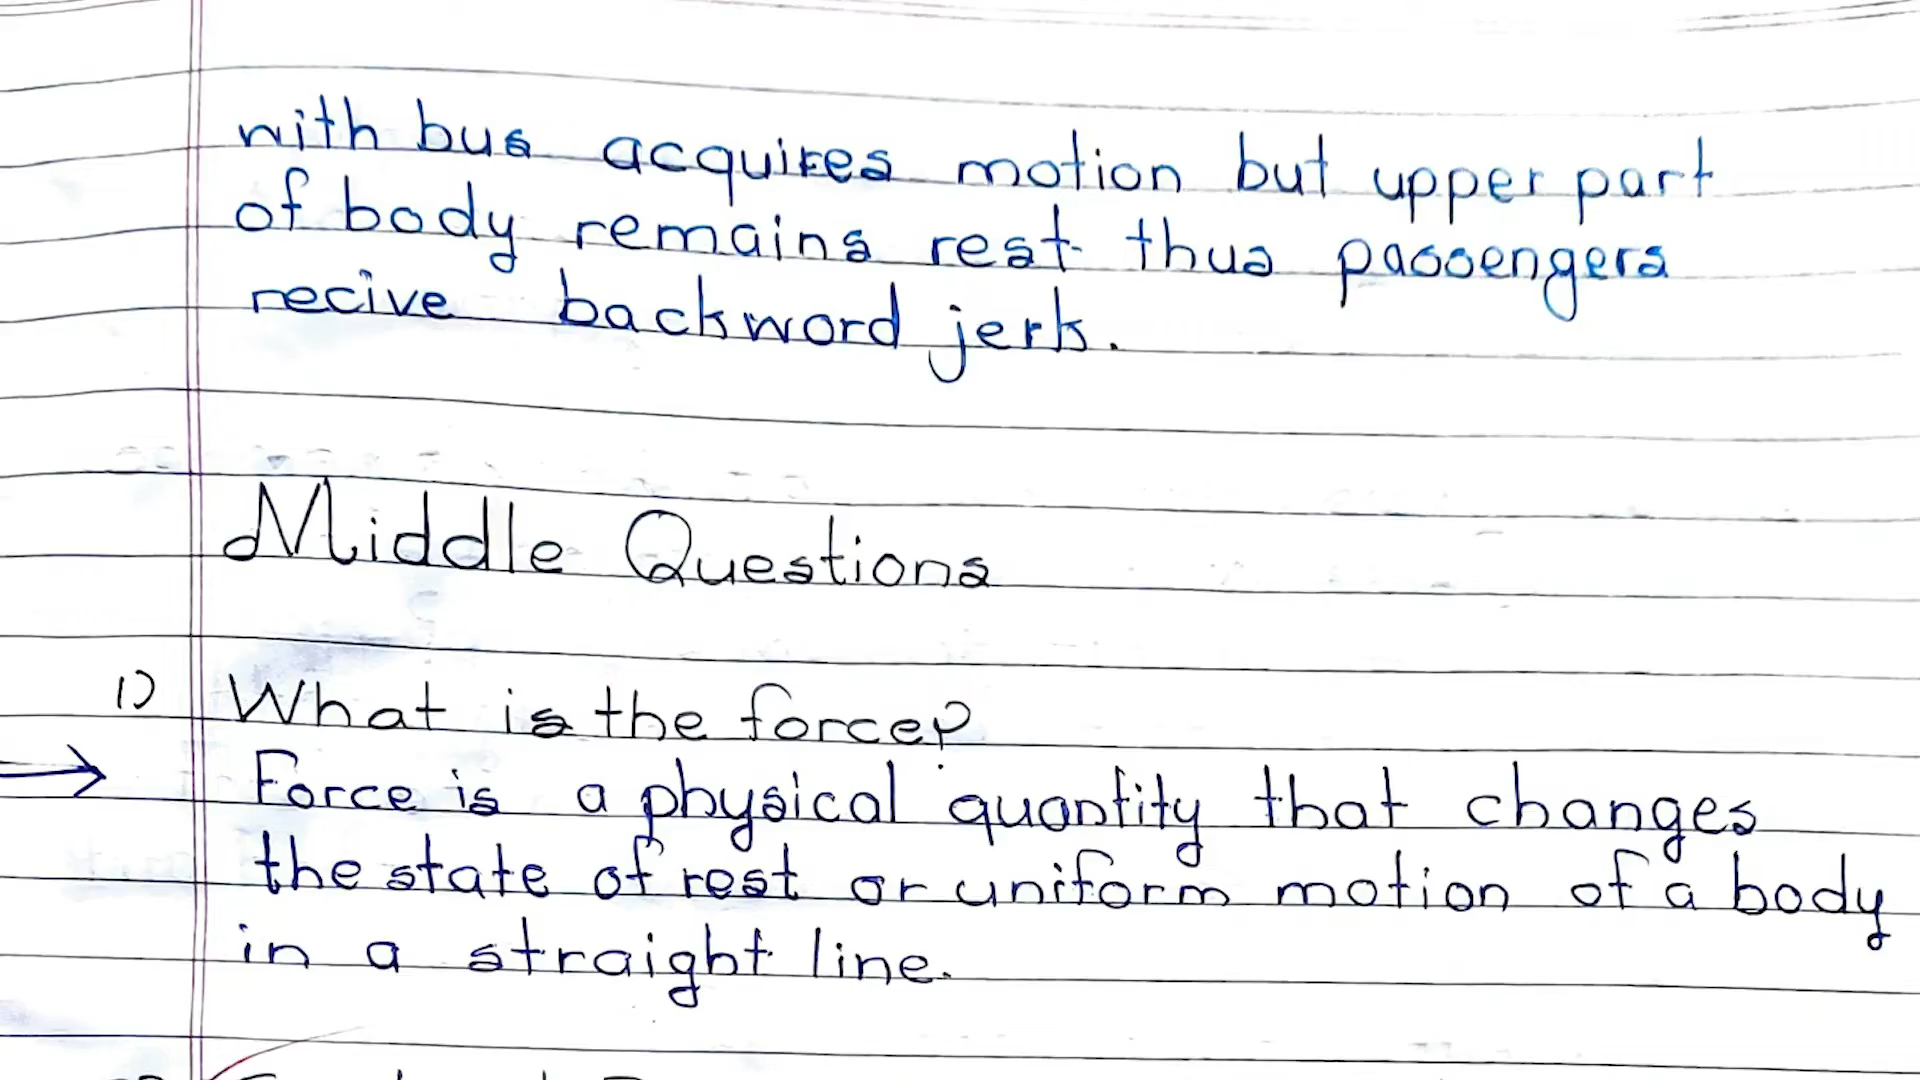 with bus acquires motion but upper part
of body remains rest thus passengers
recive backword jerk.
Middle Questions
1) What is the force?
Force is a physical quantity that changes
the state of rest or uniform motion of a body
in a straight line.